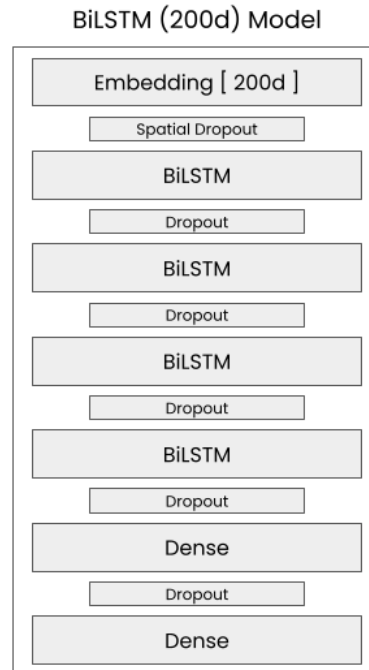 BiLSTM (200d) Model
Embedding [ 200d ]
Spatial Dropout
BiLSTM
Dropout
BiLSTM
Dropout
BiLSTM
Dropout
BiLSTM
Dropout
Dense
Dropout
Dense